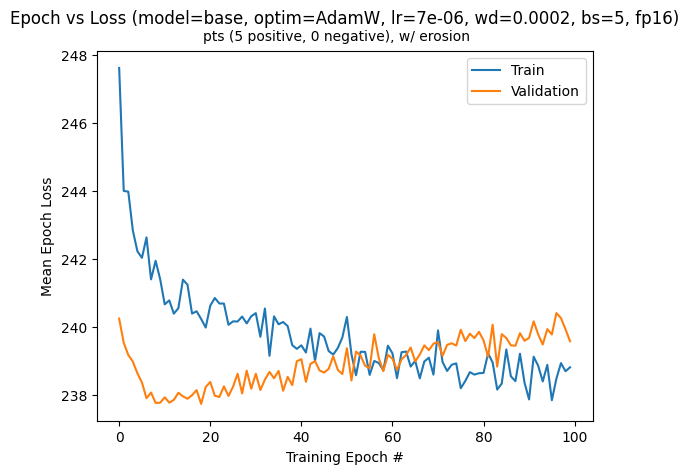 Epoch vs Loss (model=base, optim=AdamW, lr=7e-06, wd=0.0002, bs=5, fp16)
pts (5 positive, 0 negative), w/ erosion
248
246
244
242
240
238
Mean Epoch Loss
Train
Validation
0 20 40 60 80 100
Training Epoch #